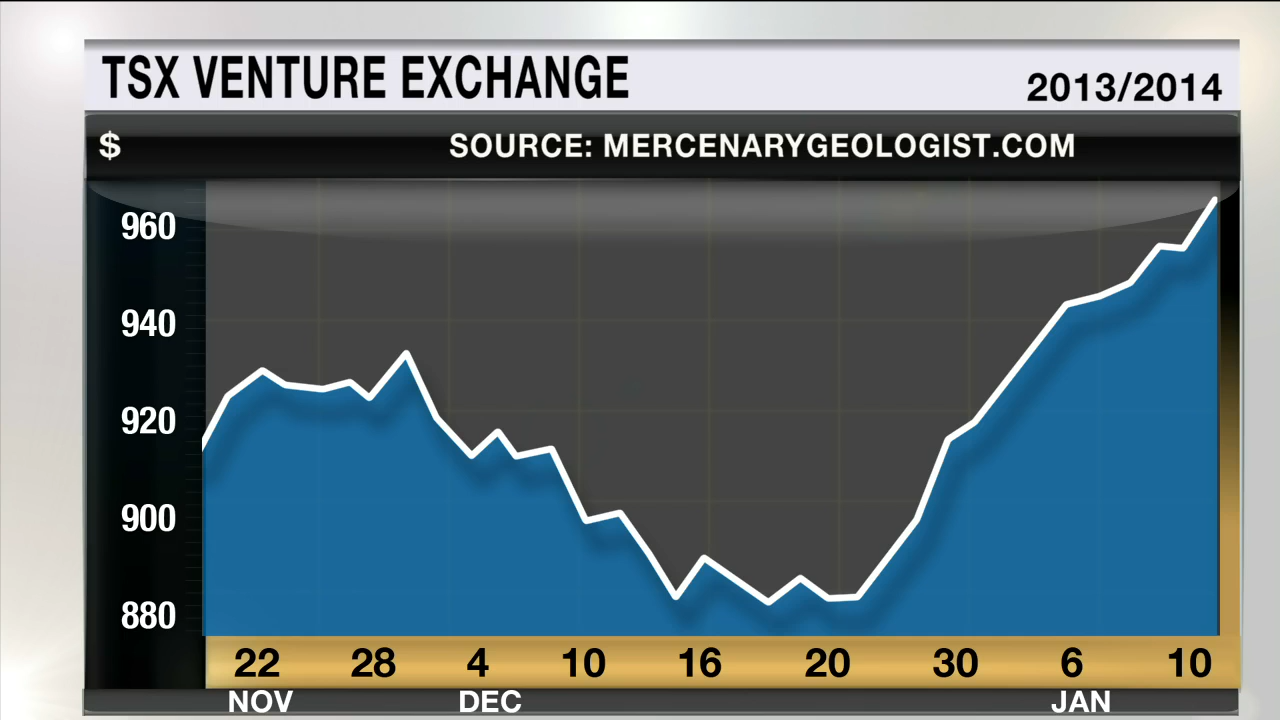 TSX VENTURE EXCHANGE
2013/2014
$
SOURCE: MERCENARYGEOLOGIST.COM
960
940
920
900
880
22 28 4 10 16 20 30 6 10
NOV DEC JAN